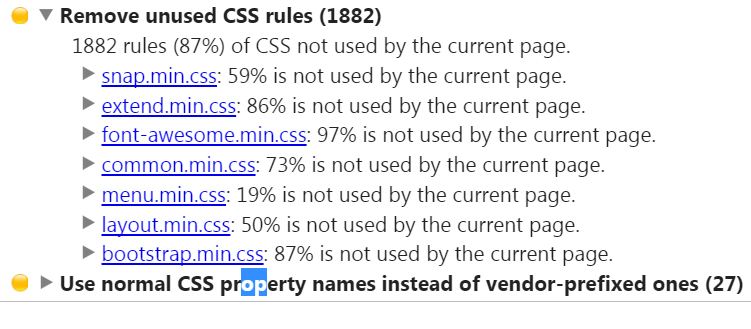 Remove unused CSS rules (1882)
1882 rules (87%) of CSS not used by the current page.
snap.min.css: 59% is not used by the current page.
extend.min.css: 86% is not used by the current page.
font-awesome.min.css: 97% is not used by the current page.
common.min.css: 73% is not used by the current page.
menu.min.css: 19% is not used by the current page.
layout.min.css: 50% is not used by the current page.
bootstrap.min.css: 87% is not used by the current page.
Use normal CSS property names instead of vendor-prefixed ones (27)